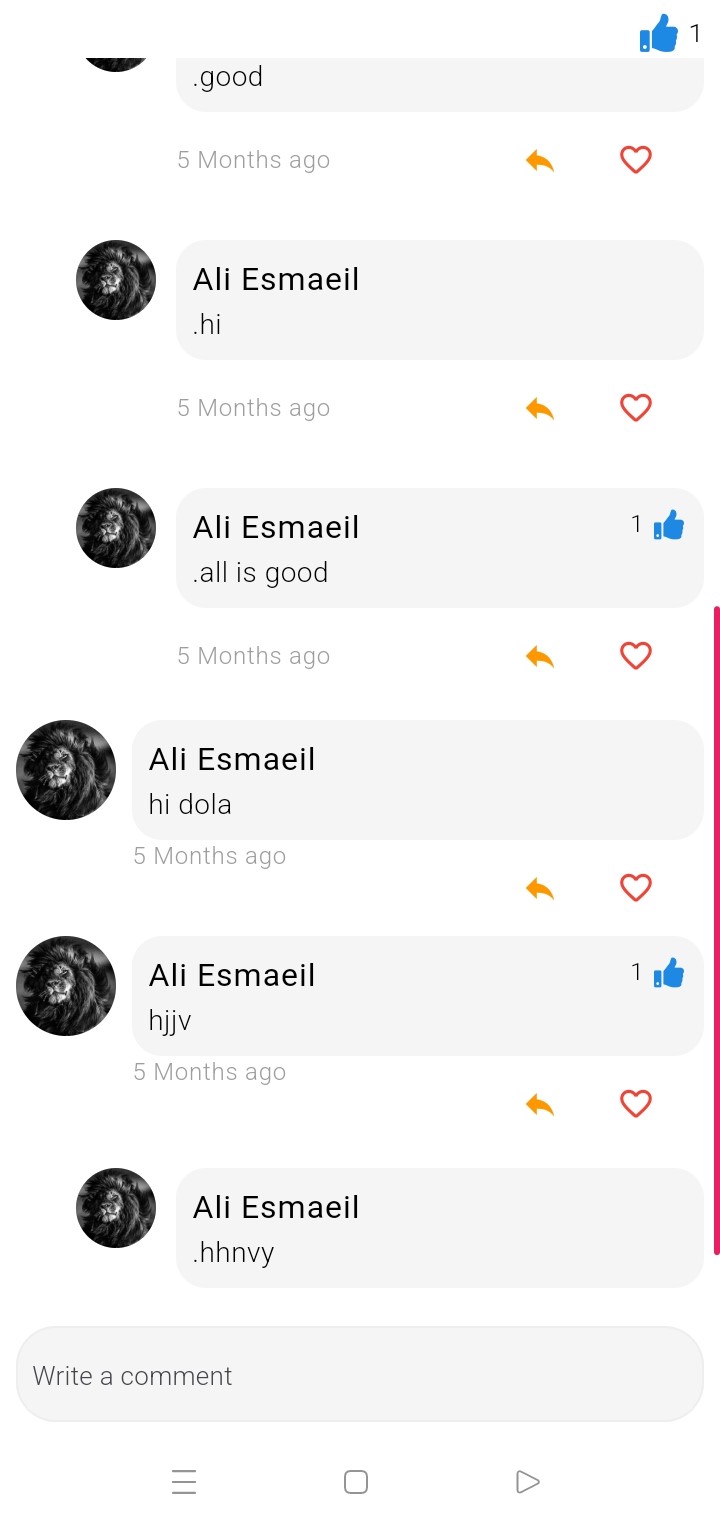 1
.good
5 Months ago
Ali Esmaeil
.hi
5 Months ago
Ali Esmaeil
1
.all is good
5 Months ago
Ali Esmaeil
hi dola
5 Months ago
Ali Esmaeil
1
hjjv
5 Months ago
Ali Esmaeil
.hhnvy
Write a comment